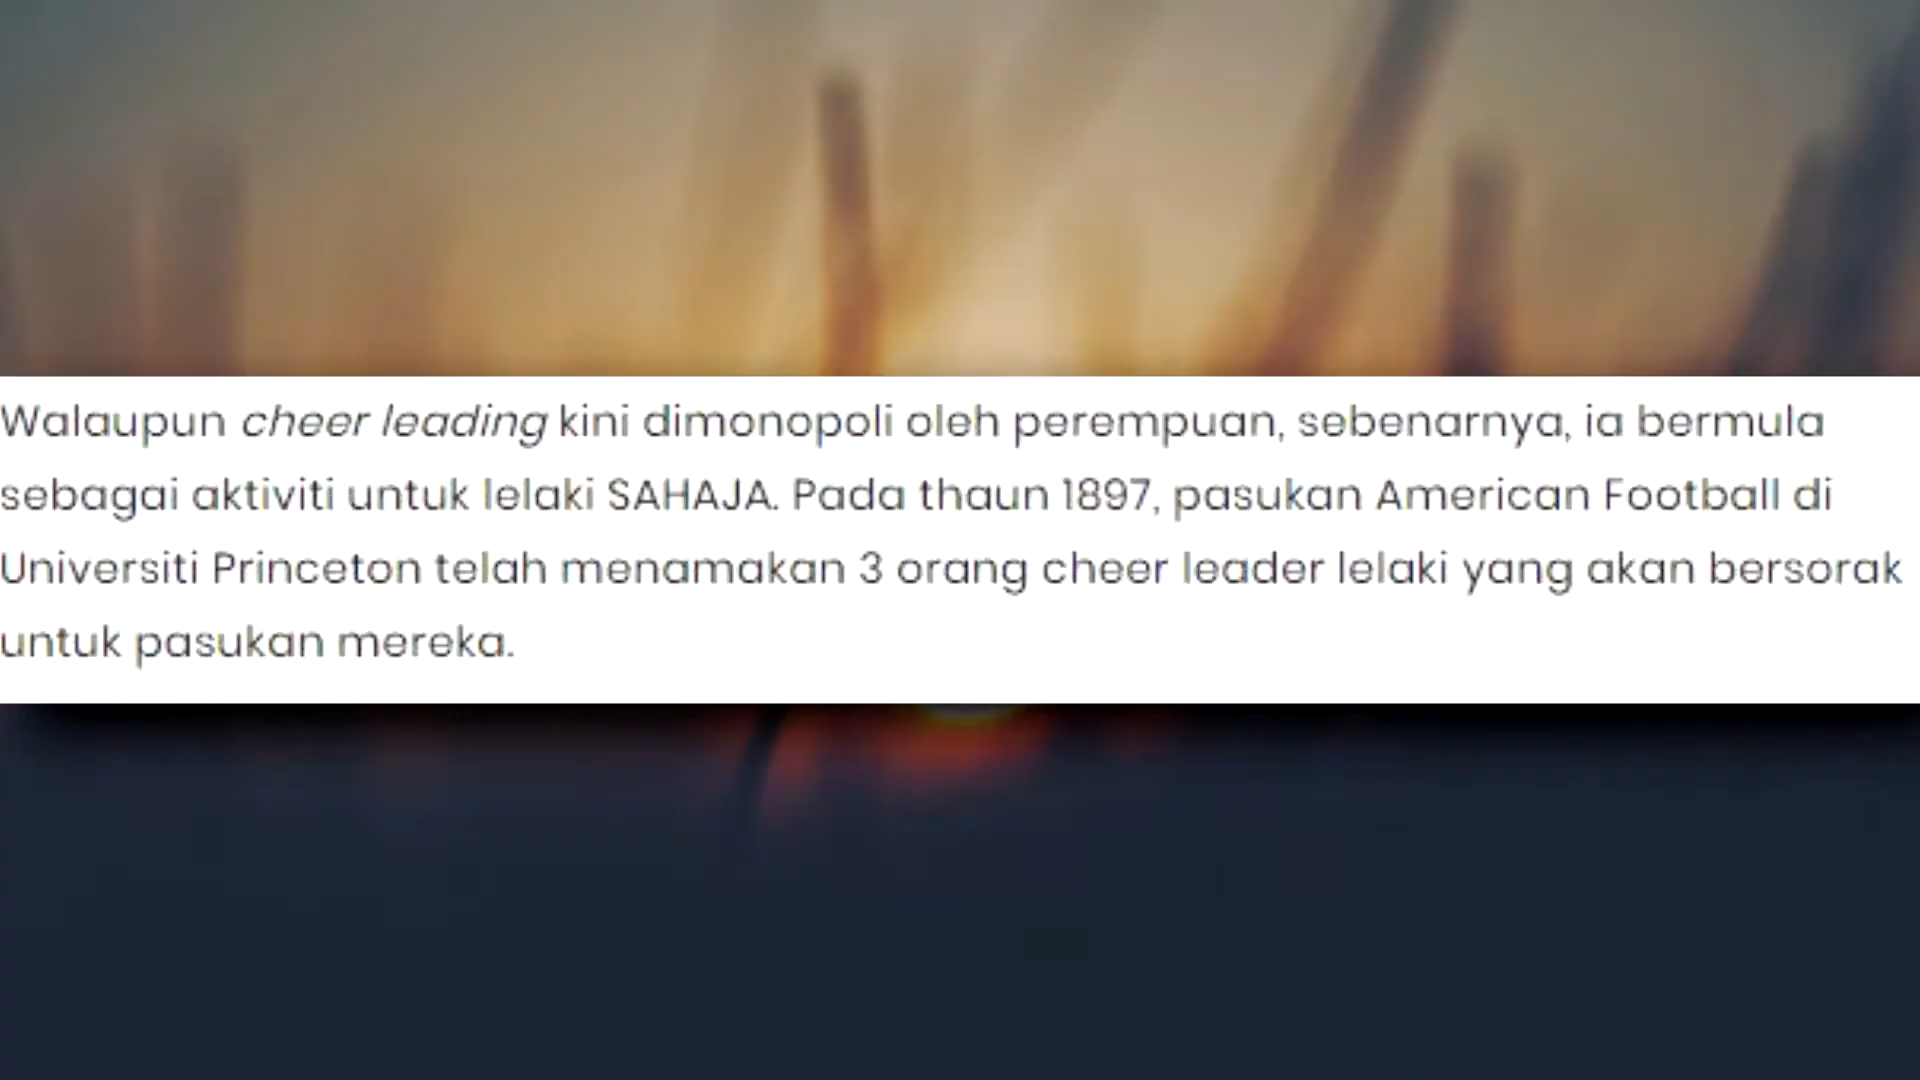 Walaupun cheer leading kini dimonopoli oleh perempuan, sebenarnya, ia bermula
sebagai aktiviti untuk lelaki SAHAJA. Pada thaun 1897, pasukan American Football di
Universiti Princeton telah menamakan 3 orang cheer leader lelaki yang akan bersorak
untuk pasukan mereka.